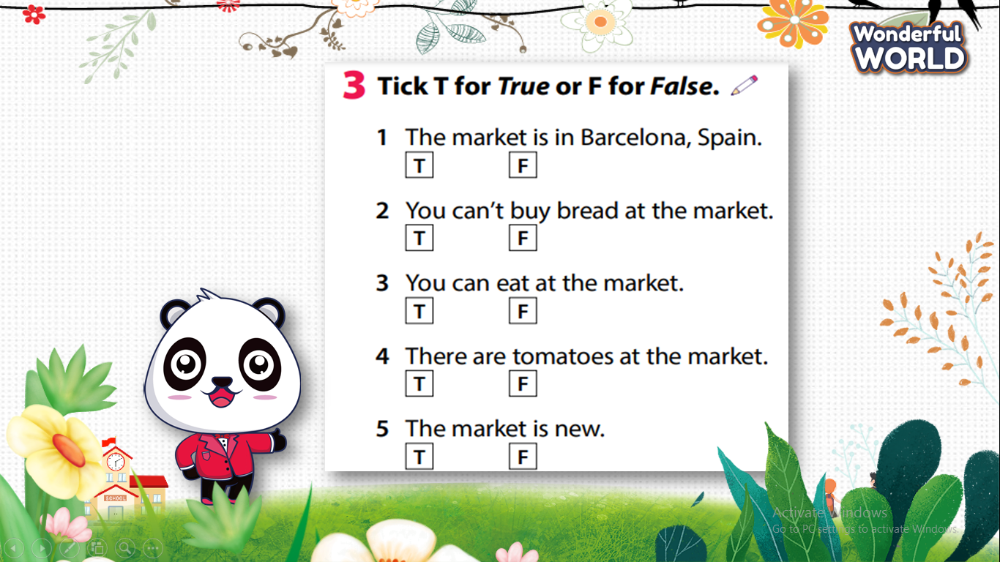 Wonderful
WORLD
3 Tick T for True or F for False.
1 The market is in Barcelona, Spain.
T F
2 You can't buy bread at the market.
T F
3 You can eat at the market.
T F
4 There are tomatoes at the market.
T F
5 The market is new.
T F
SCHOOL
Activate Windows
Go to PC settings to activate Windows.